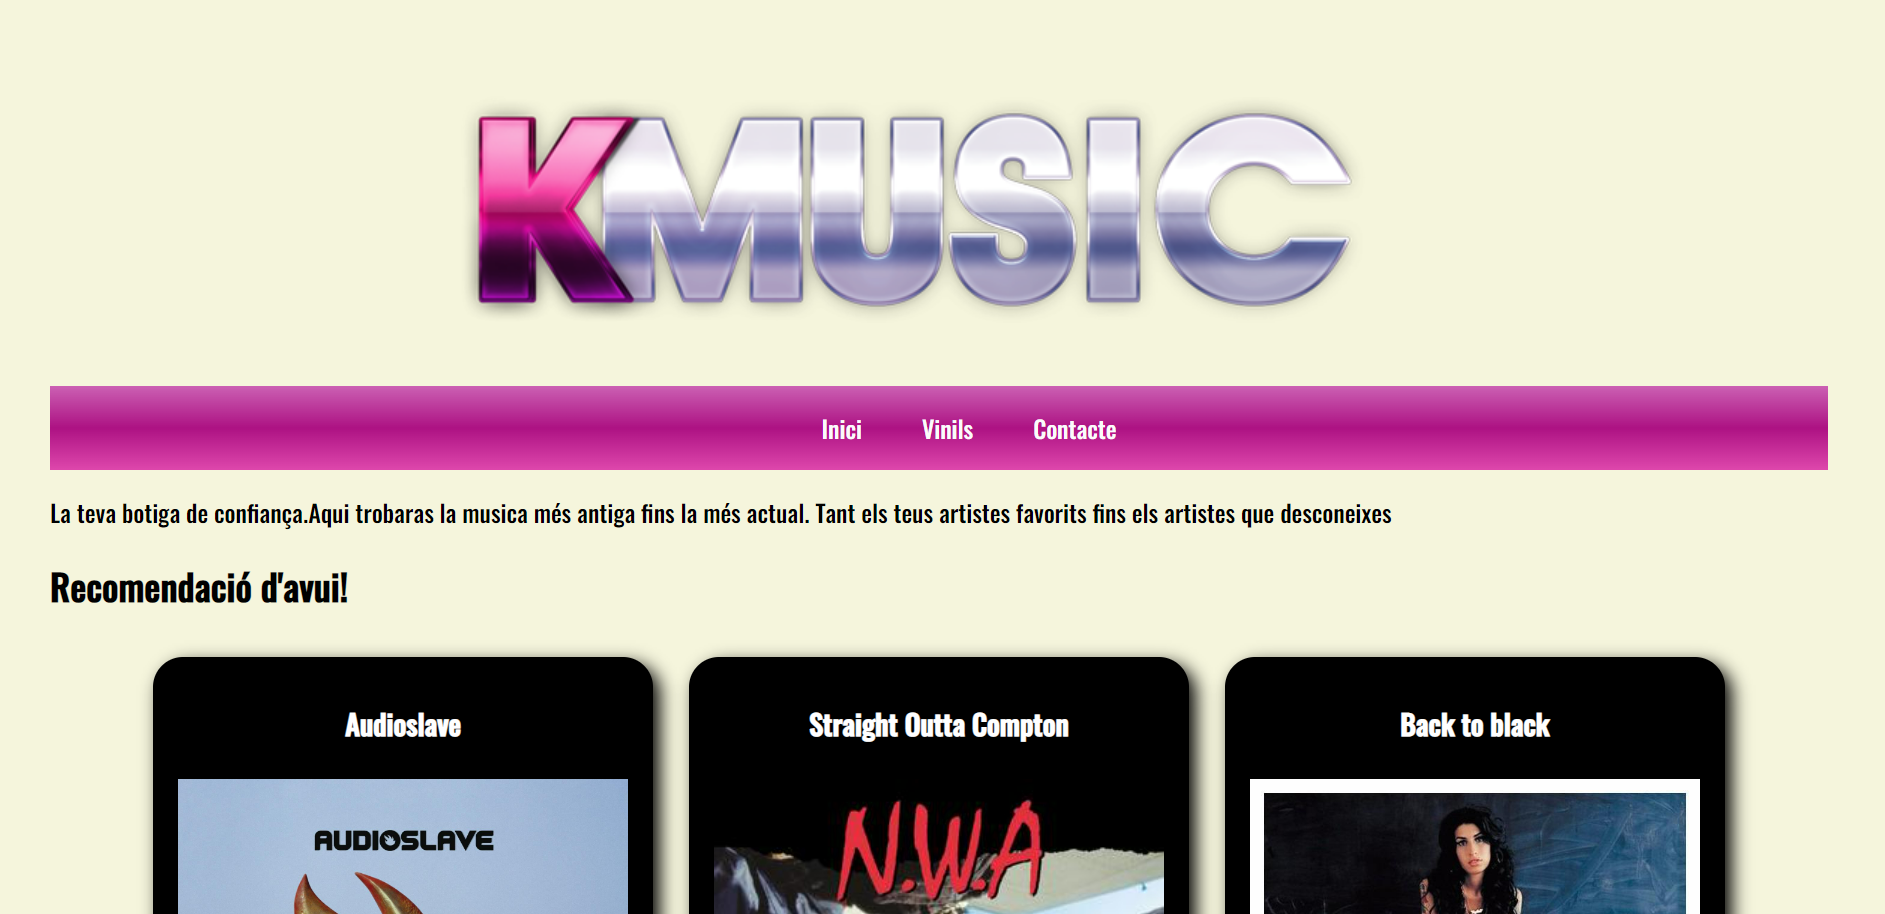 KMUSIC
Inici Vinils Contacte
La teva botiga de confiança.Aqui trobaras la musica més antiga fins la més actual. Tant els teus artistes favorits fins els artistes que desconeixes
Recomendació d'avui!
Audioslave
Straight Outta Compton
Back to black
AUDIOSLAVE
N.W.A